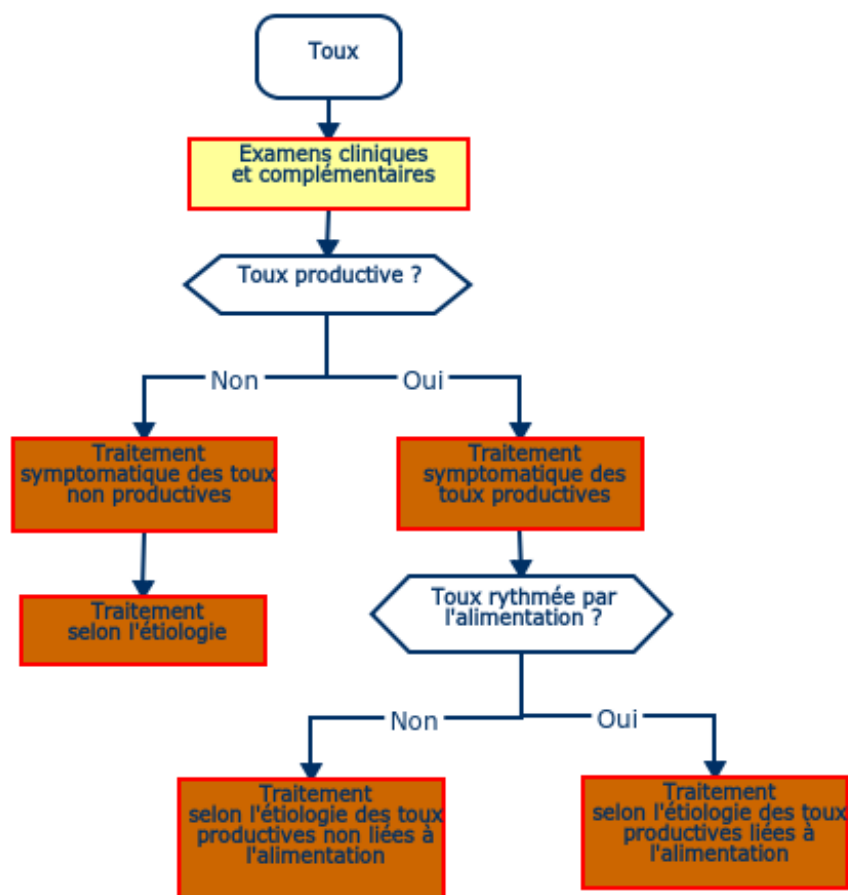 Toux
Examens cliniques
et complémentaires
Toux productive ?
Non
Oui
Traitement
symptomatique des toux
non productives
Traitement
symptomatique des
toux productives
Traitement
selon l'étiologie
Toux rythmée par
l'alimentation ?
Non
Oui
Traitement
selon l'étiologie des toux
productives non liées à
l'alimentation
Traitement
selon l'étiologie des toux
productives liées à
l'alimentation